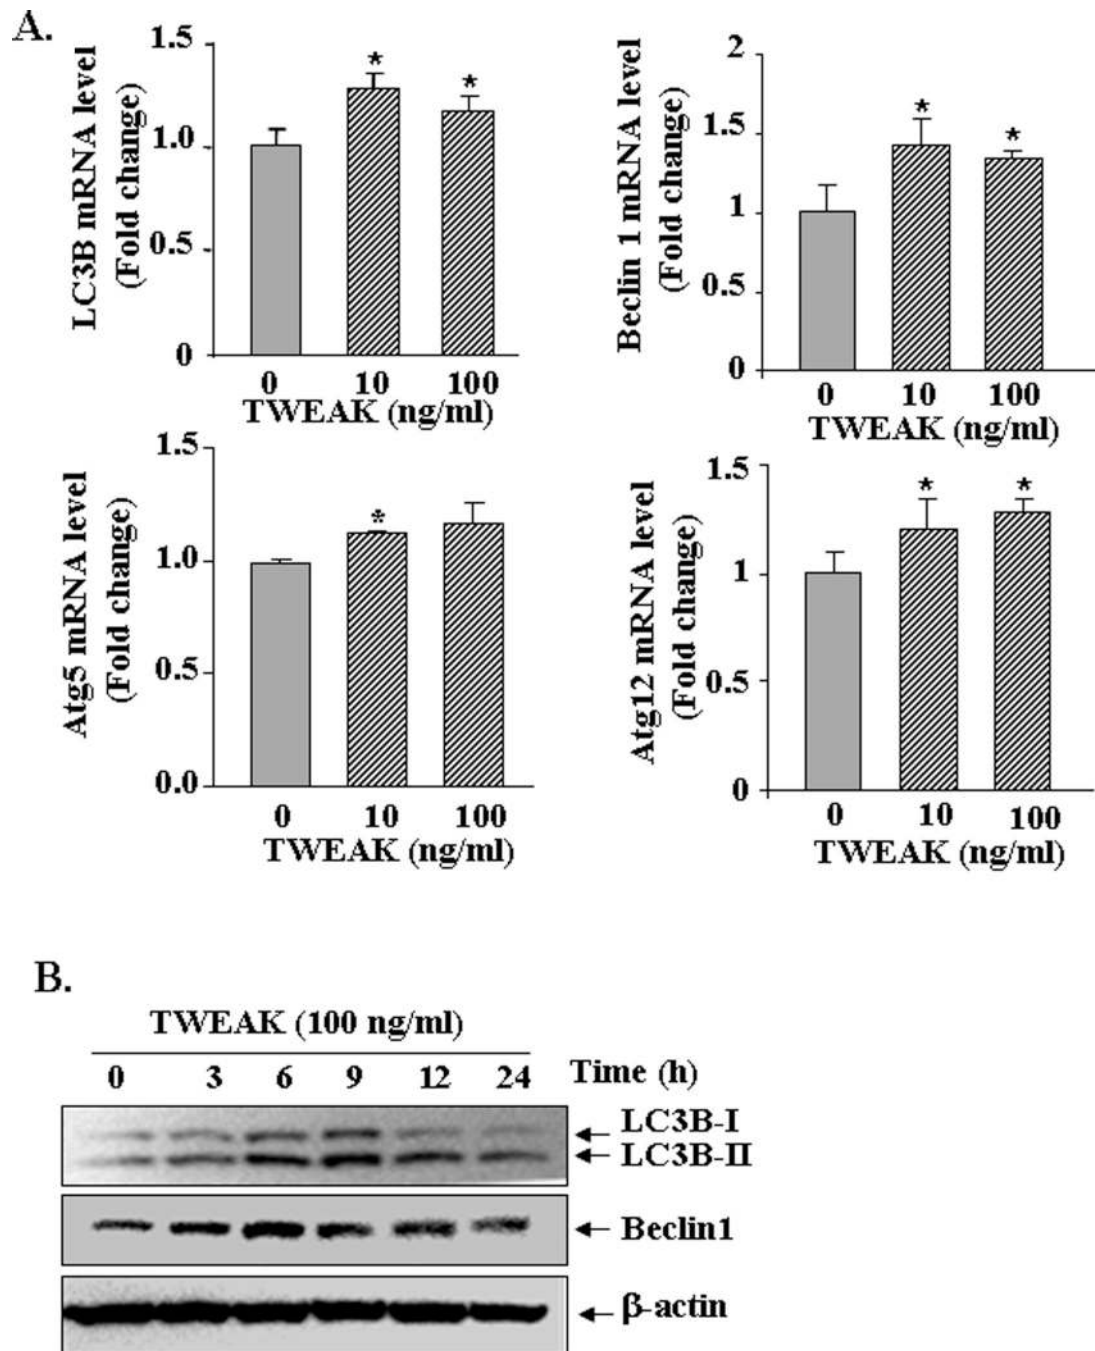 A.
LC3B mRNA level
(Fold change)
1.5
*
*
1.0
0.5
0
0 10 100
TWEAK (ng/ml)
Beclin 1 mRNA level
(Fold change)
2
*
*
1.5
1
0.5
0
0 10 100
TWEAK (ng/ml)
Atg5 mRNA level
(Fold change)
1.5
*
1.0
0.5
0.0
0 10 100
TWEAK (ng/ml)
Atg12 mRNA level
(Fold change)
1.5
*
*
1
0.5
0
0 10 100
TWEAK (ng/ml)
B.
TWEAK (100 ng/ml)
0 3 6 9 12 24 Time (h)
LC3B-I
LC3B-II
Beclin1
β-actin